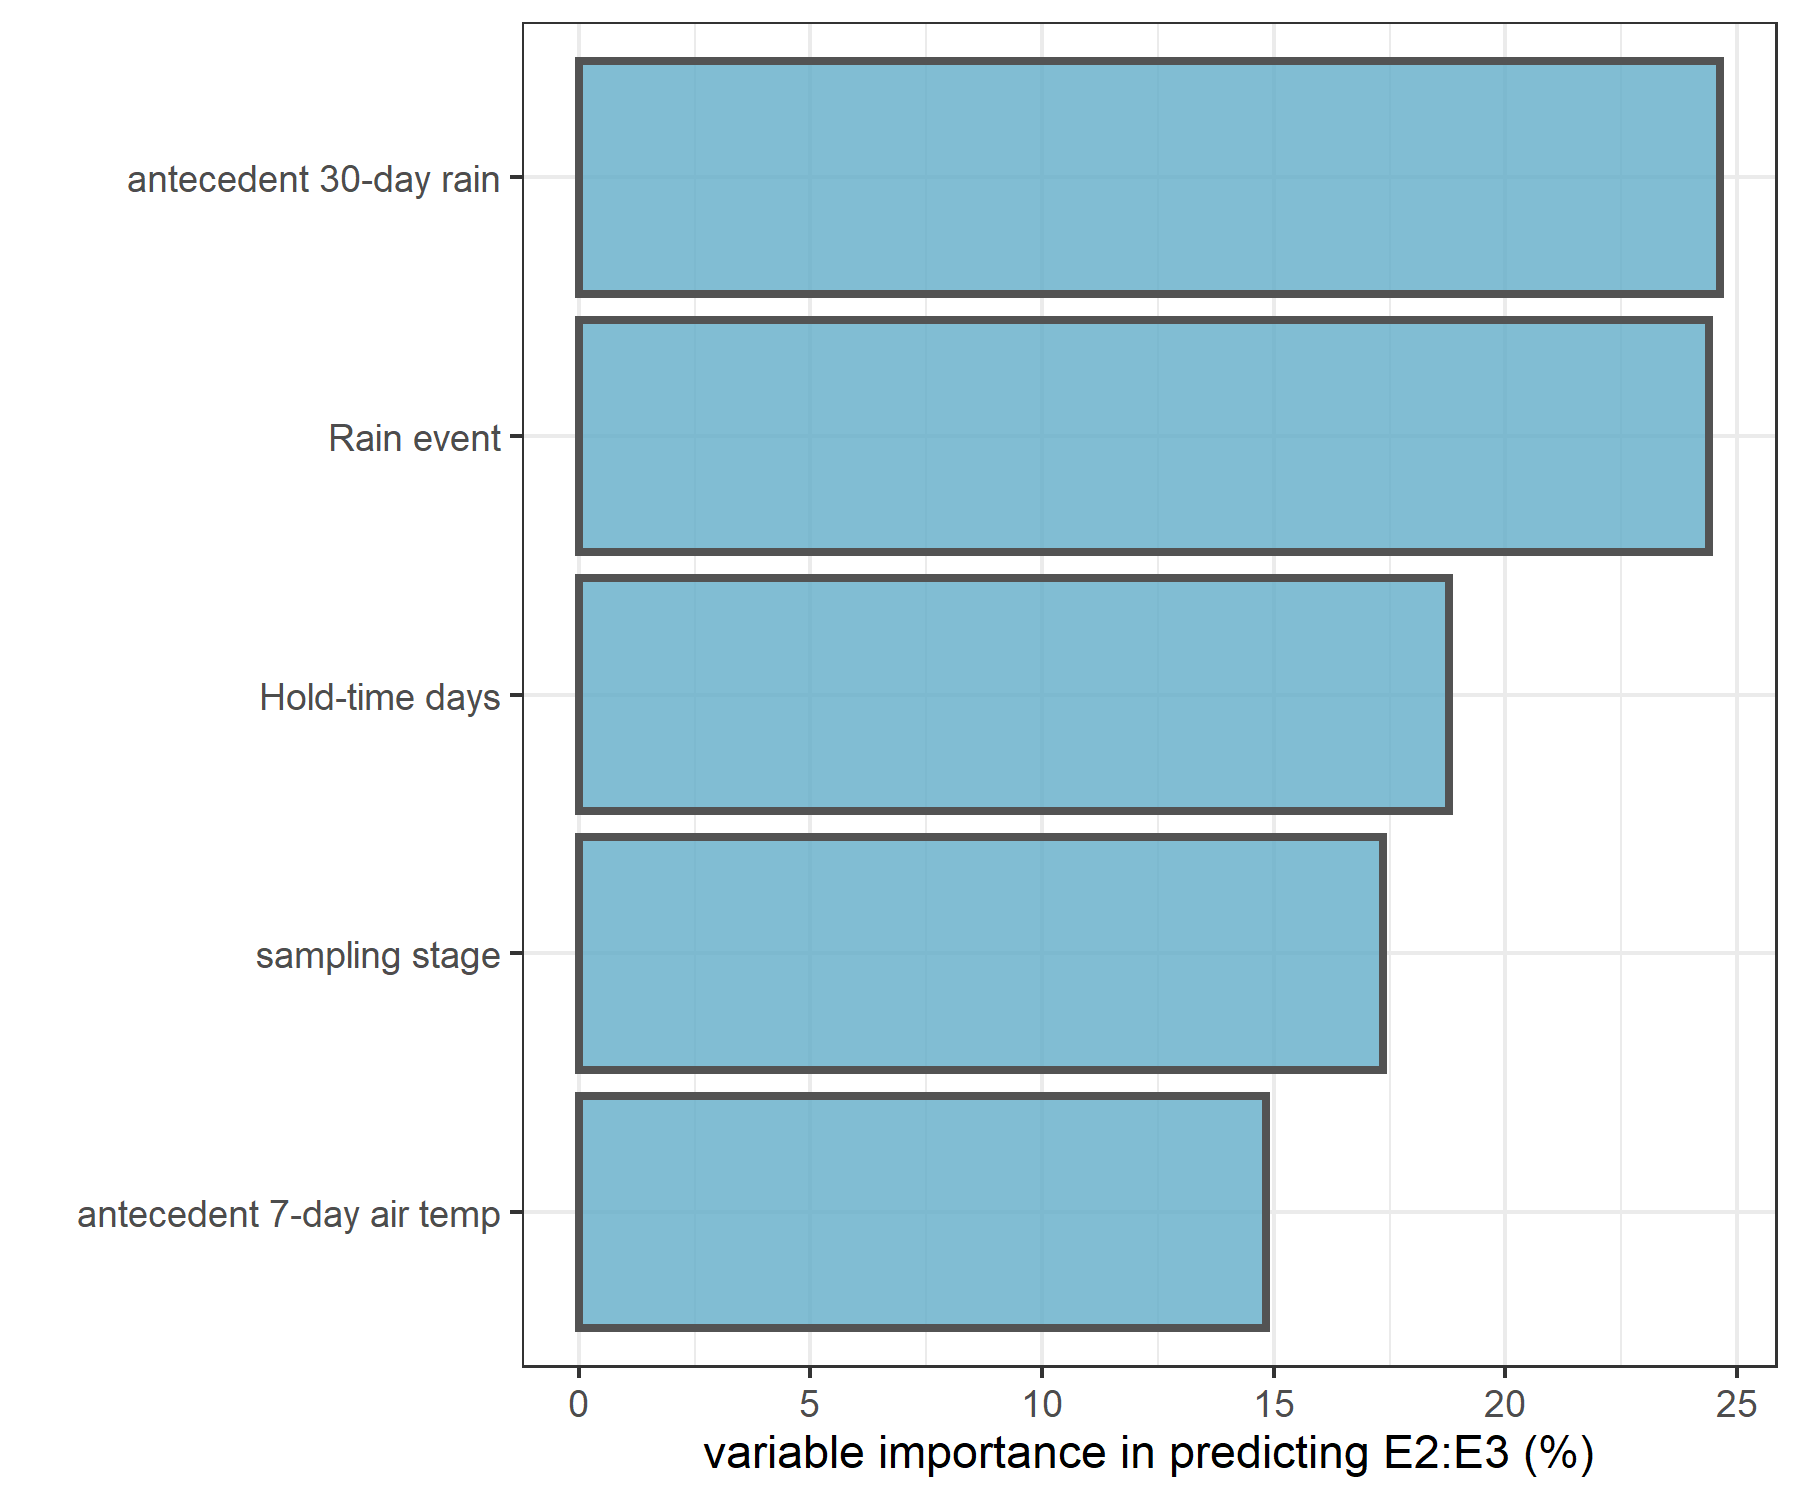 antecedent 30-day rain
Rain event
Hold-time days
sampling stage
antecedent 7-day air temp
0 5 10 15 20 25
variable importance in predicting E2:E3 (%)